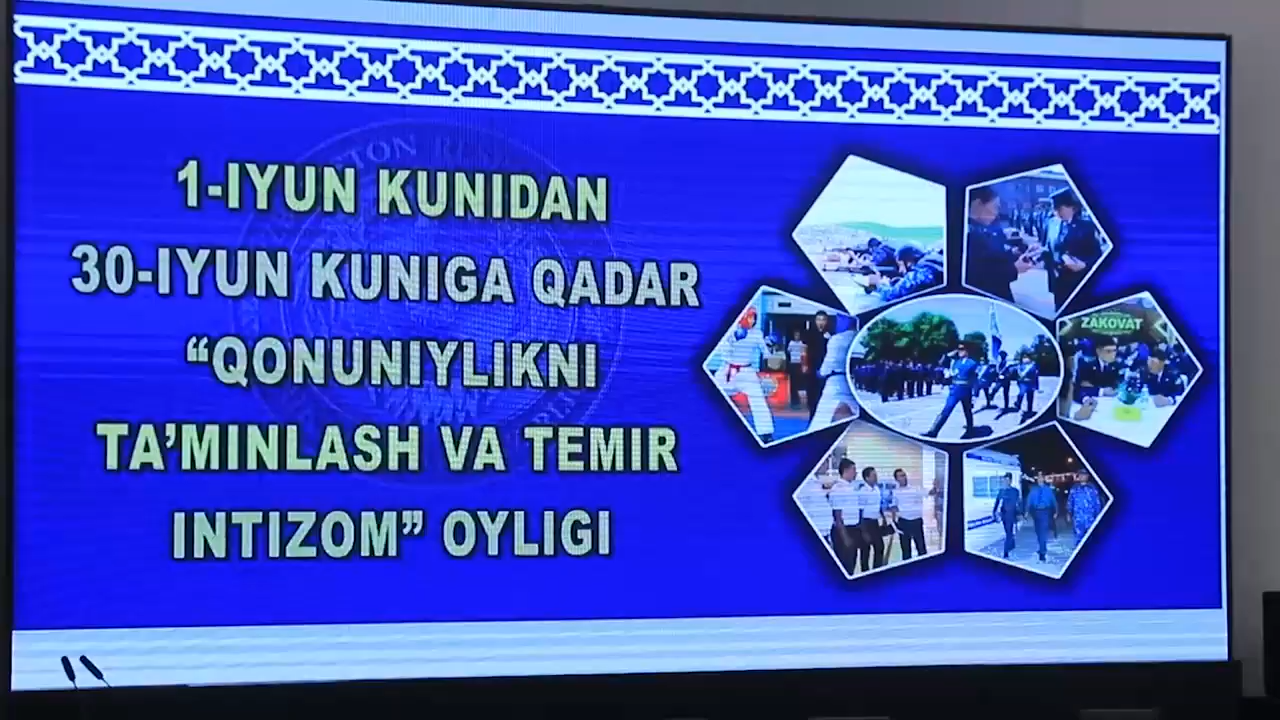 1-IYUN KUNIDAN
30-IYUN KUNIGA QADAR
“QONUNIYLIKNI
TA’MINLASH VA TEMIR
INTIZOM” OYLIGI
ZAKOVAT